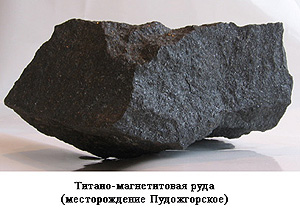 Титано-магнетитовая руда
(месторождение Пудожгорское)